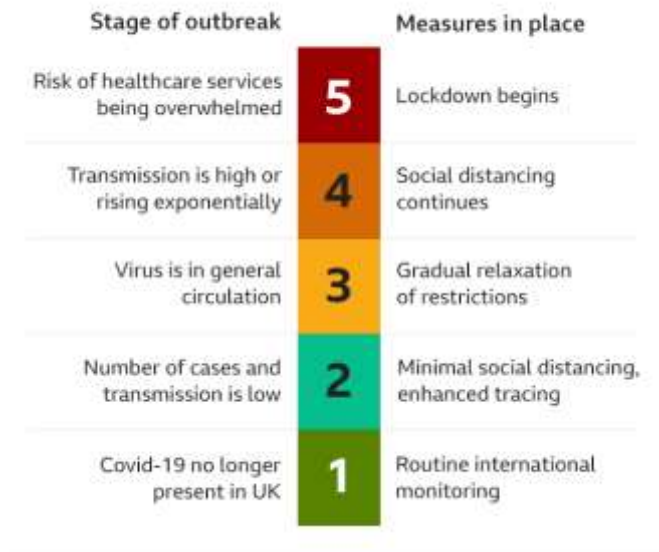 Stage of outbreak
Measures in place
Risk of healthcare services
being overwhelmed
5
Lockdown begins
Transmission is high or
rising exponentially
4
Social distancing
continues
Virus is in general
circulation
3
Gradual relaxation
of restrictions
Number of cases and
transmission is low
2
Minimal social distancing,
enhanced tracing
Covid-19 no longer
present in UK
1
Routine international
monitoring